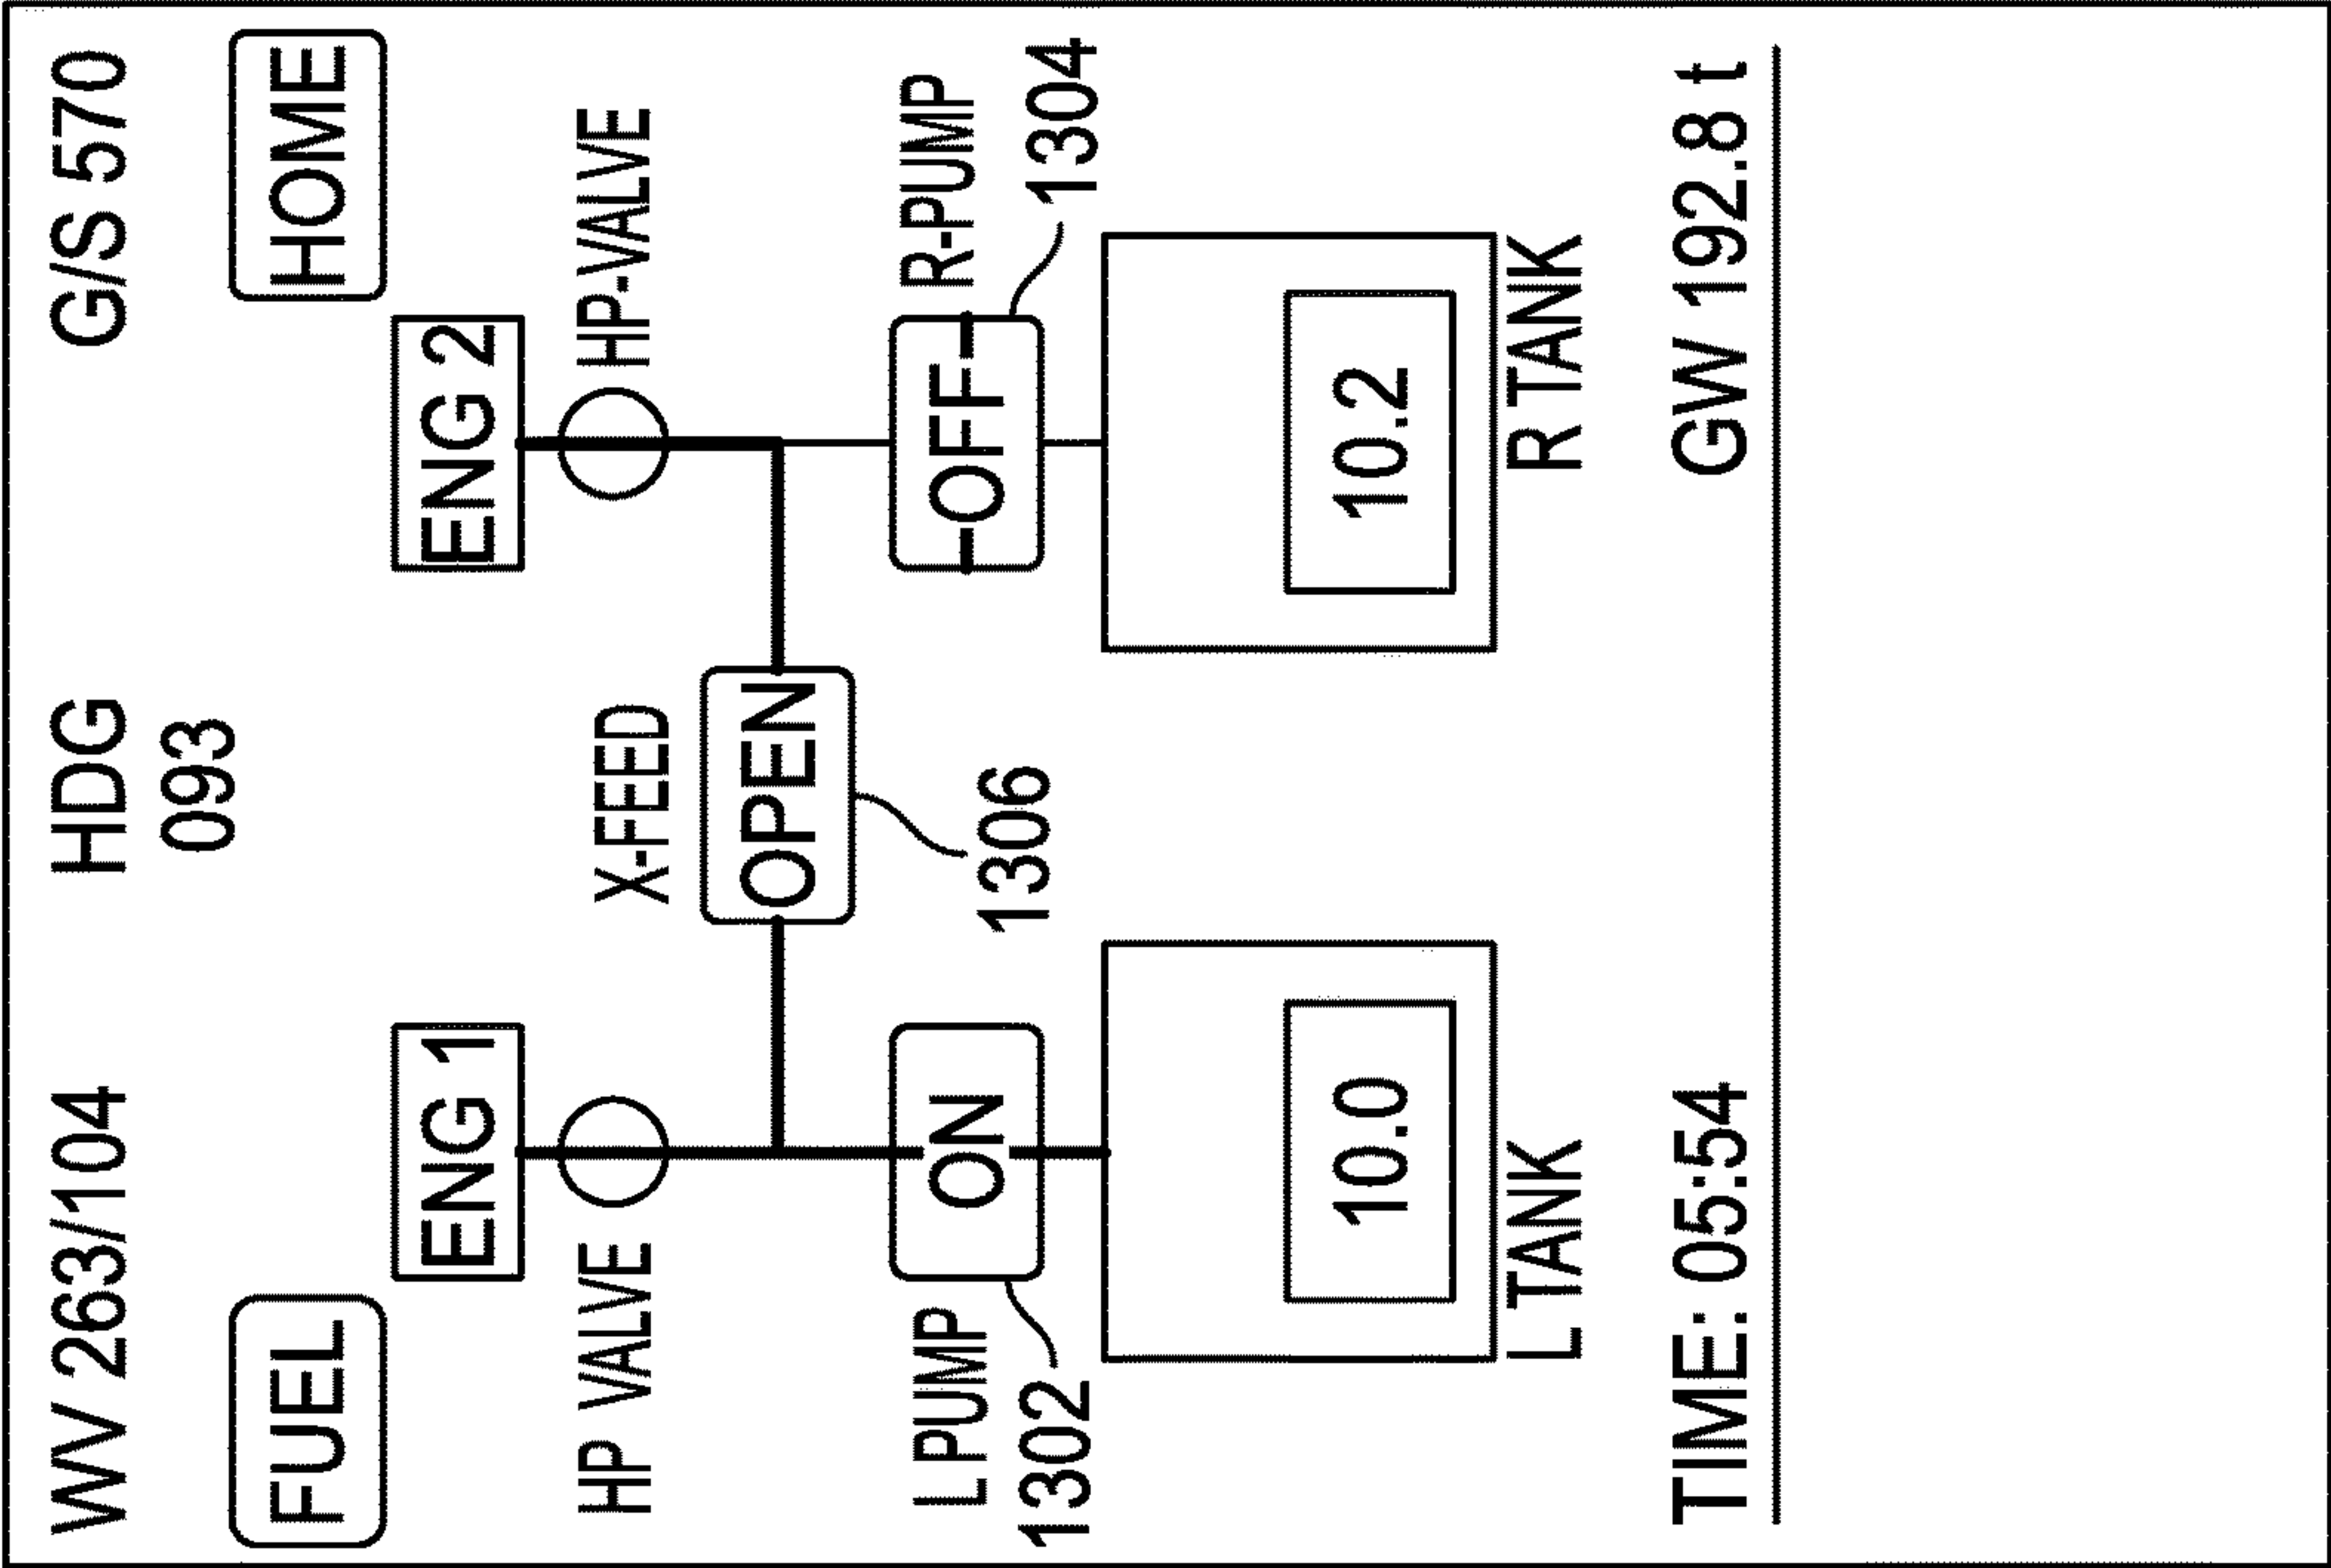 WV 263/104 HDG G/S 570
093
FUEL HOME
ENG 1 ENG 2
HP VALVE X-FEED HP-VALVE
OPEN
L PUMP ON -OFF- R-PUMP
1302 1306 1304
10.0 10.2
L TANK R TANK
TIME: 05:54 GW 192.8 t